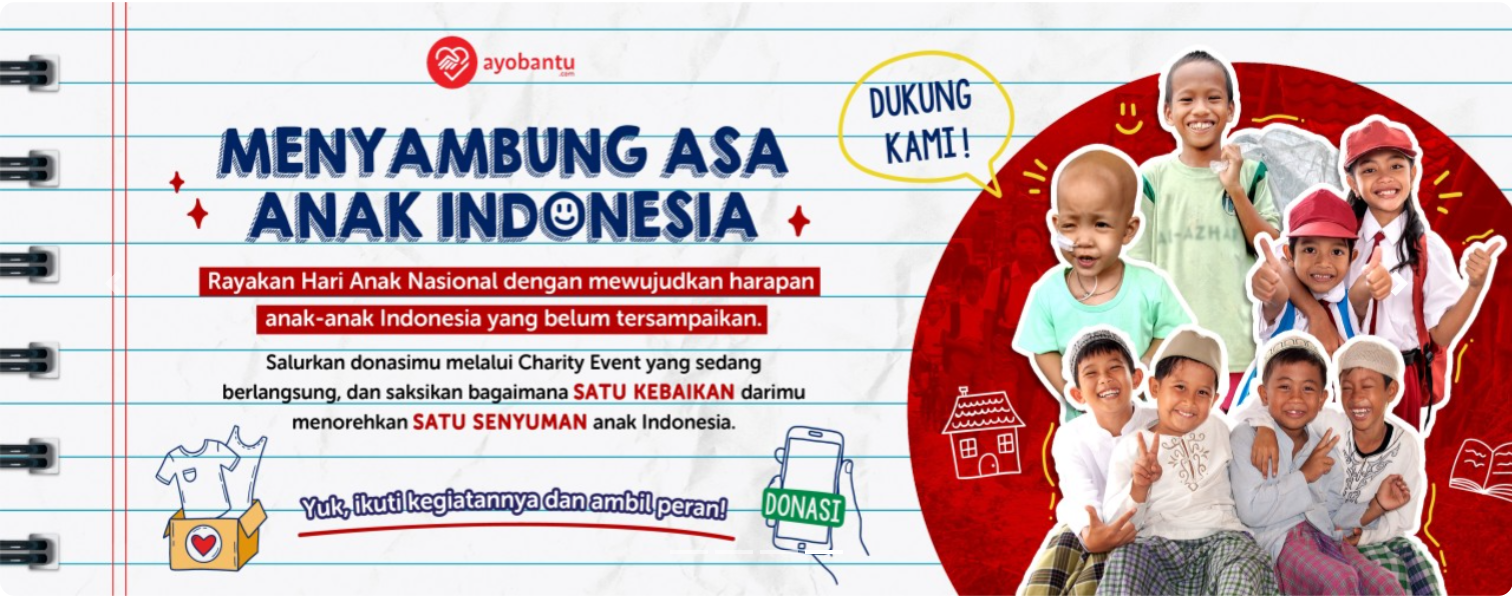 ayobantu
.com
DUKUNG
KAMI!
MENYAMBUNG ASA
ANAK INDONESIA
Rayakan Hari Anak Nasional dengan mewujudkan harapan
anak-anak Indonesia yang belum tersampaikan.
Salurkan donasimu melalui Charity Event yang sedang
berlangsung, dan saksikan bagaimana SATU KEBAIKAN darimu
menorehkan SATU SENYUMAN anak Indonesia.
Yuk, ikuti kegiatannya dan ambil peran!
DONASI
AL-AZHAR